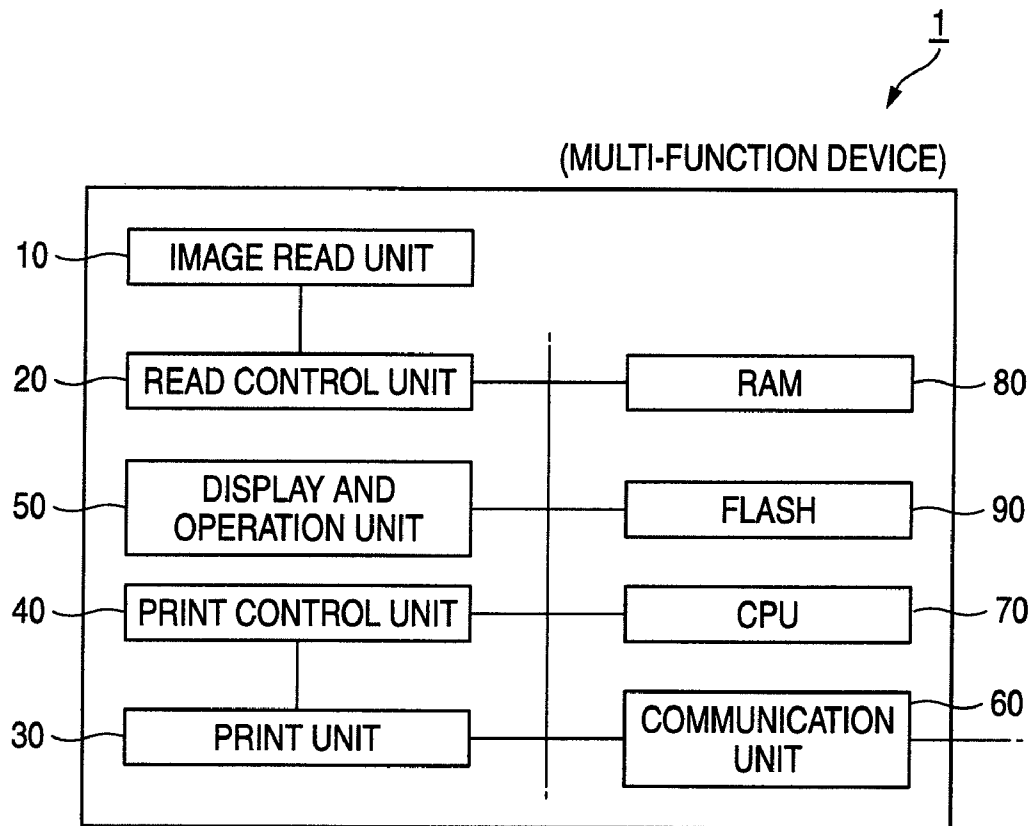 1
(MULTI-FUNCTION DEVICE)
10 IMAGE READ UNIT
20 READ CONTROL UNIT RAM 80
50 DISPLAY AND
OPERATION UNIT FLASH 90
40 PRINT CONTROL UNIT CPU 70
30 PRINT UNIT COMMUNICATION
UNIT 60